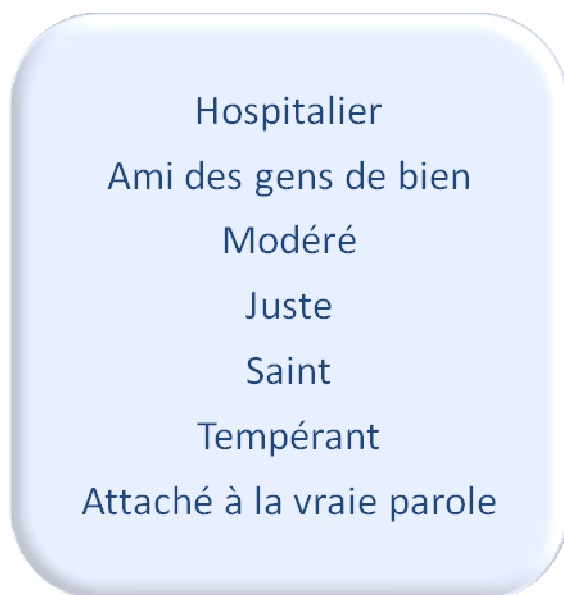 Hospitalier
Ami des gens de bien
Modéré
Juste
Saint
Tempérant
Attaché à la vraie parole